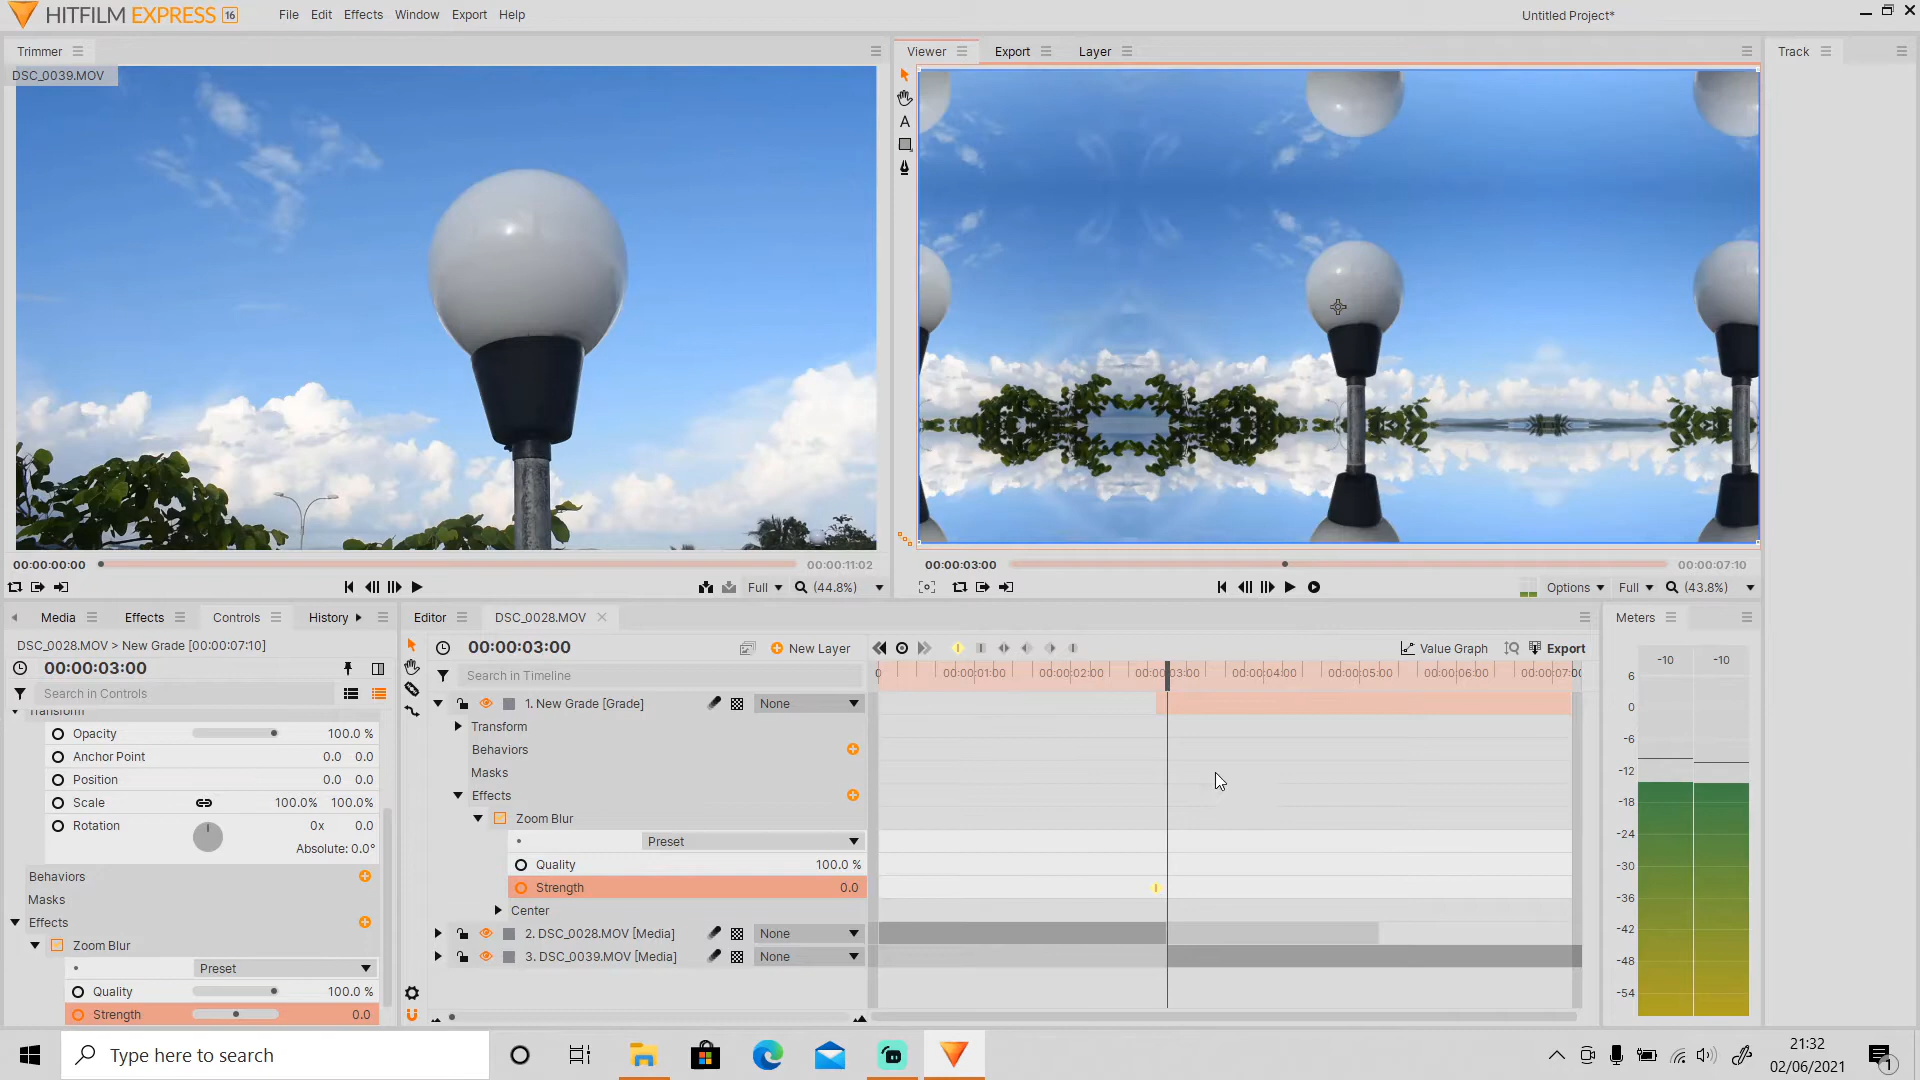 HITFILM EXPRESS 16 File Edit Effects Window Export Help Untitled Project*
Trimmer
DSC_0039.MOV
Viewer Export Layer
Track
00:00:00:00 00:00:11:02
Full (44.8%)
00:00:03:00 00:00:07:10
Options Full (43.8%)
Media Effects Controls History
DSC_0028.MOV > New Grade [00:00:07:10]
00:00:03:00
Search in Controls
Transform
Opacity 100.0 %
Anchor Point 0.0 0.0
Position 0.0 0.0
Scale 100.0% 100.0%
Rotation 0x 0.0
Absolute: 0.0°
Behaviors
Masks
Effects
Zoom Blur
Preset
Quality 100.0 %
Strength 0.0
Editor DSC_0028.MOV
00:00:03:00 New Layer Value Graph Export
Search in Timeline
0 00:00:01:00 00:00:02:00 00:00:03:00 00:00:04:00 00:00:05:00 00:00:06:00 00:00:07:00
1. New Grade [Grade] None
Transform
Behaviors
Masks
Effects
Zoom Blur
Preset
Quality 100.0 %
Strength 0.0
Center
2. DSC_0028.MOV [Media] None
3. DSC_0039.MOV [Media] None
Meters
-10 -10
6
0
-6
-12
-18
-24
-30
-36
-42
-48
-54
Type here to search
21:32
02/06/2021
1